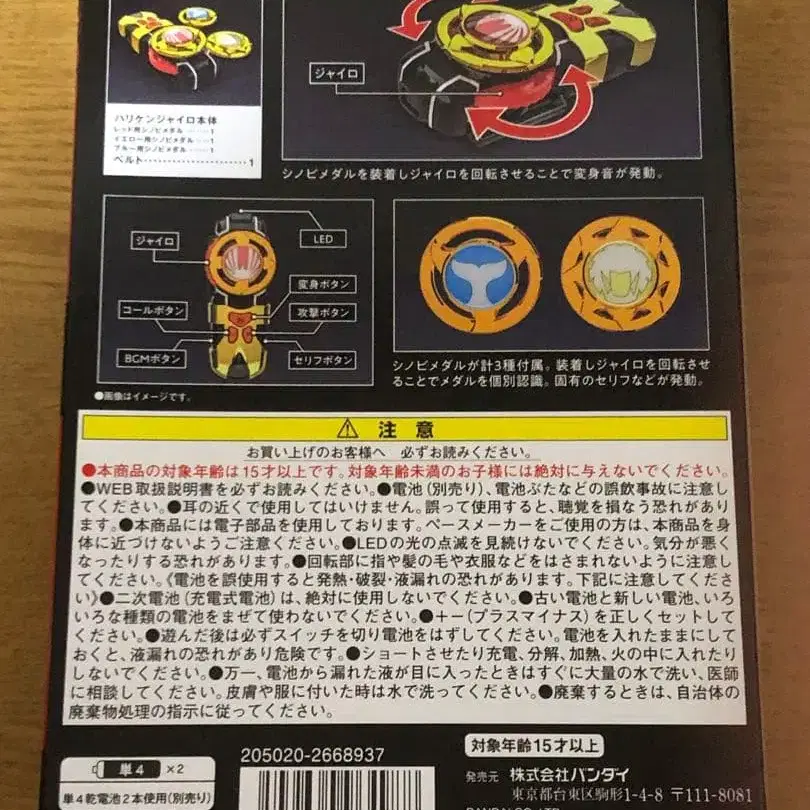 ハリケンジャイロ本体
レッド用シノビメダル………1
イエロー用シノビメダル……1
ブルー用シノビメダル………1
ベルト……………………1
ジャイロ
シノビメダルを装着しジャイロを回転させることで変身音が発動。
ジャイロ
LED
変身ボタン
コールボタン
攻撃ボタン
BGMボタン
セリフボタン
●画像はイメージです。
シノビメダルが計3種付属。装着しジャイロを回転させ
ることでメダルを個別認識。固有のセリフなどが発動。
⚠ 注意
お買い上げのお客様へ 必ずお読みください。
●本商品の対象年齢は15才以上です。対象年齢未満のお子様には絶対に与えないでください。
●WEB取扱説明書を必ずお読みください。●電池(別売り)、電池ぶたなどの誤飲事故に注意し
てください。●耳の近くで使用してはいけません。誤って使用すると、聴覚を損なう恐れがあり
ます。●本商品には電子部品を使用しております。ペースメーカーをご使用の方は、本商品を身
体に近づけないようご注意ください。●LEDの光の点滅を見続けないでください。気分が悪く
なったりする恐れがあります。●回転部に指や髪の毛や衣服などをはさまれないように注意し
てください。《電池を誤使用すると発熱・破裂・液漏れの恐れがあります。下記に注意してくださ
い》●二次電池(充電式電池)は、絶対に使用しないでください。●古い電池と新しい電池、いろ
いろな種類の電池をまぜて使わないでください。●＋－(プラスマイナス)を正しくセットして
ください。●遊んだ後は必ずスイッチを切り電池をはずしてください。電池を入れたままにして
おくと、液漏れの恐れがあり危険です。●ショートさせたり充電、分解、加熱、火の中に入れたり
しないでください。●万一、電池から漏れた液が目に入ったときはすぐに大量の水で洗い、医師
に相談してください。皮膚や服に付いた時は水で洗ってください。●廃棄するときは、自治体の
廃棄物処理の指示に従ってください。
単4 ×2
単4乾電池2本使用(別売り)
205020-2668937
対象年齢15才以上
発売元 株式会社バンダイ
東京都台東区駒形1-4-8 〒111-8081